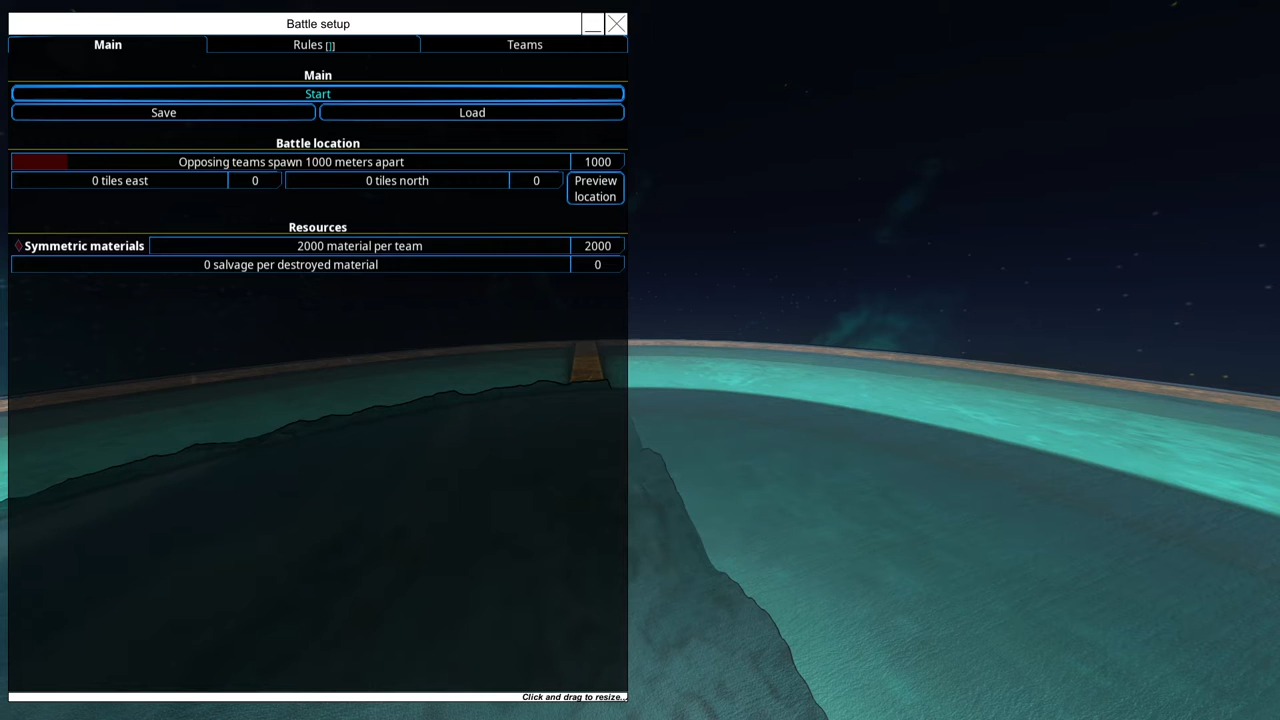 Battle setup
Main
Rules []
Teams
Main
Start
Save
Load
Battle location
Opposing teams spawn 1000 meters apart
1000
0 tiles east
0
0 tiles north
0
Preview
location
Resources
Symmetric materials
2000 material per team
2000
0 salvage per destroyed material
0
Click and drag to resize...